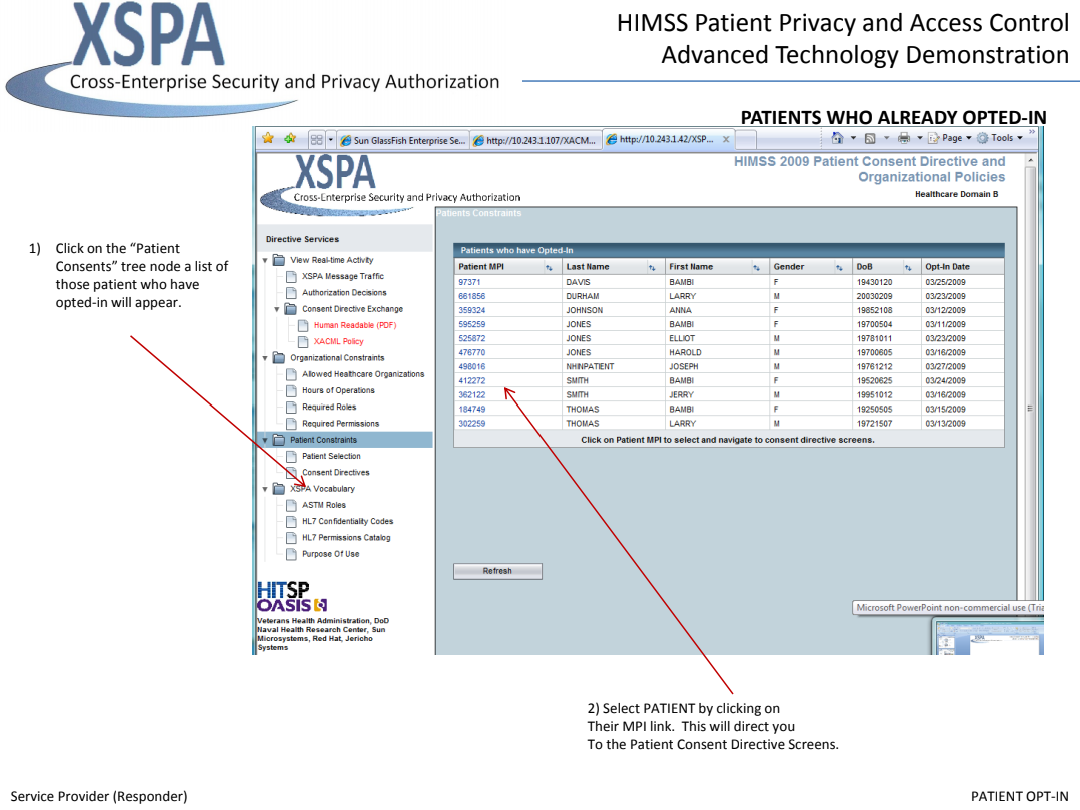 XSPA
Cross-Enterprise Security and Privacy Authorization
HIMSS Patient Privacy and Access Control
Advanced Technology Demonstration
PATIENTS WHO ALREADY OPTED-IN
Sun GlassFish Enterprise Se...
http://10.243.1.107/XACM...
http://10.243.1.42/XSP... x
Page
Tools
XSPA
Cross-Enterprise Security and Privacy Authorization
HIMSS 2009 Patient Consent Directive and
Organizational Policies
Healthcare Domain B
Patients Constraints
1) Click on the “Patient
Consents” tree node a list of
those patient who have
opted-in will appear.
Directive Services
View Real-time Activity
XSPA Message Traffic
Authorization Decisions
Consent Directive Exchange
Human Readable (PDF)
XACML Policy
Organizational Constraints
Allowed Healthcare Organizations
Hours of Operations
Required Roles
Required Permissions
Patient Constraints
Patient Selection
Consent Directives
XSPA Vocabulary
ASTM Roles
HL7 Confidentiality Codes
HL7 Permissions Catalog
Purpose Of Use
Patients who have Opted-In
Patient MPI Last Name First Name Gender DoB Opt-In Date
97371 DAVIS BAMBI F 19430120 03/25/2009
661856 DURHAM LARRY M 20030209 03/23/2009
359324 JOHNSON ANNA F 19852108 03/12/2009
595259 JONES BAMBI F 19700504 03/11/2009
525872 JONES ELLIOT M 19781011 03/23/2009
476770 JONES HAROLD M 19700605 03/16/2009
498016 NHINPATIENT JOSEPH M 19761212 03/27/2009
412272 SMITH BAMBI F 19520625 03/24/2009
362122 SMITH JERRY M 19951012 03/16/2009
184749 THOMAS BAMBI F 19250505 03/15/2009
302259 THOMAS LARRY M 19721507 03/13/2009
Click on Patient MPI to select and navigate to consent directive screens.
Refresh
HITSP
OASIS
Veterans Health Administration, DoD
Naval Health Research Center, Sun
Microsystems, Red Hat, Jericho
Systems
Microsoft PowerPoint non-commercial use (Tria
2) Select PATIENT by clicking on
Their MPI link. This will direct you
To the Patient Consent Directive Screens.
Service Provider (Responder)
PATIENT OPT-IN